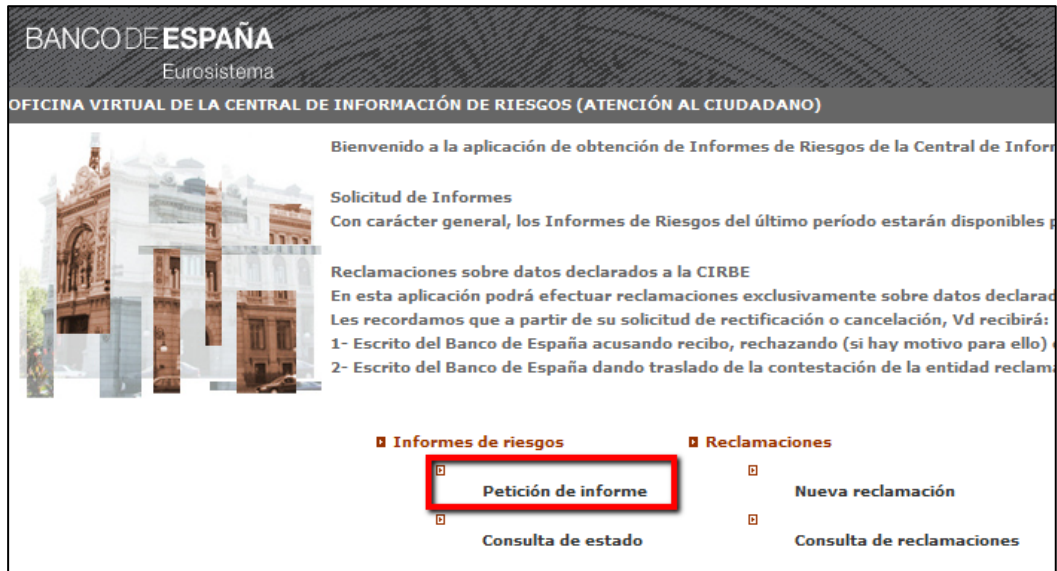 BANCO DE ESPAÑA
Eurosistema
OFICINA VIRTUAL DE LA CENTRAL DE INFORMACIÓN DE RIESGOS (ATENCIÓN AL CIUDADANO)
Bienvenido a la aplicación de obtención de Informes de Riesgos de la Central de Infor
Solicitud de Informes
Con carácter general, los Informes de Riesgos del último período estarán disponibles p
Reclamaciones sobre datos declarados a la CIRBE
En esta aplicación podrá efectuar reclamaciones exclusivamente sobre datos declarad
Les recordamos que a partir de su solicitud de rectificación o cancelación, Vd recibirá:
1- Escrito del Banco de España acusando recibo, rechazando (si hay motivo para ello)
2- Escrito del Banco de España dando traslado de la contestación de la entidad reclama
Informes de riesgos
Reclamaciones
Petición de informe
Nueva reclamación
Consulta de estado
Consulta de reclamaciones